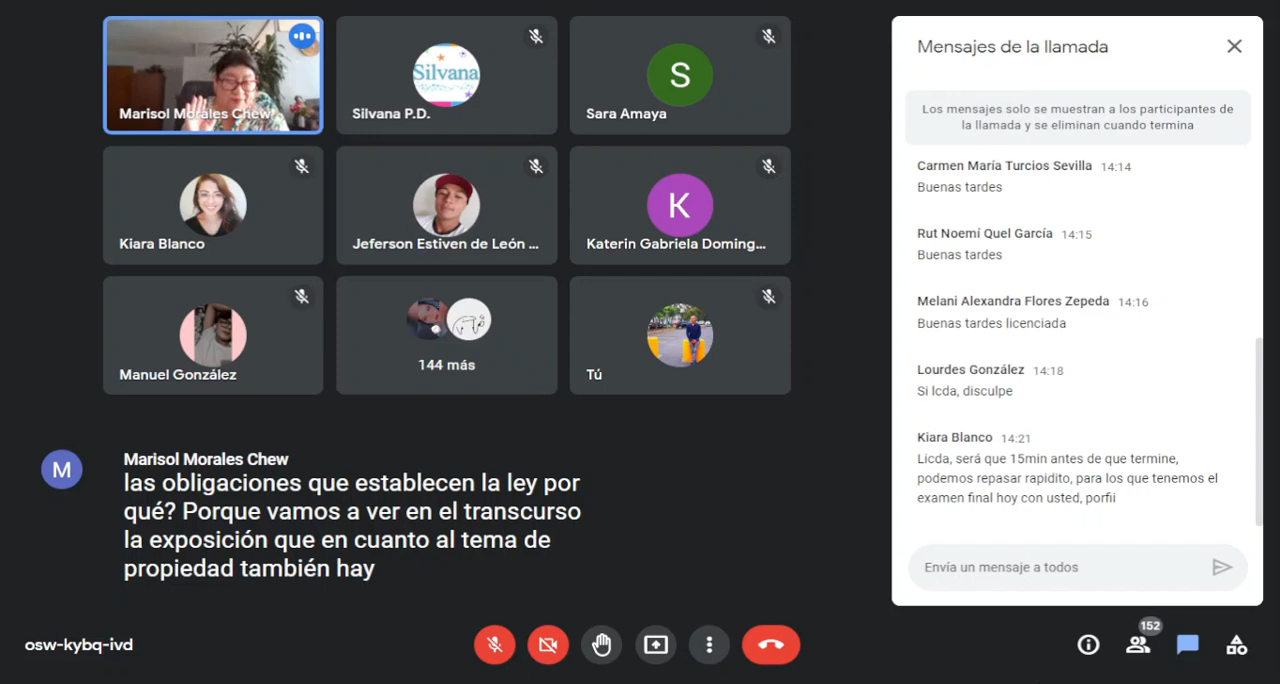 Marisol Morales Chew
Silvana
Silvana P.D.
S
Sara Amaya
Kiara Blanco
Jeferson Estiven de León ...
K
Katerin Gabriela Doming...
Manuel González
144 más
Tú
M
Marisol Morales Chew
las obligaciones que establecen la ley por
qué? Porque vamos a ver en el transcurso
la exposición que en cuanto al tema de
propiedad también hay
Mensajes de la llamada
Los mensajes solo se muestran a los participantes de
la llamada y se eliminan cuando termina
Carmen María Turcios Sevilla 14:14
Buenas tardes
Rut Noemí Quel García 14:15
Buenas tardes
Melani Alexandra Flores Zepeda 14:16
Buenas tardes licenciada
Lourdes González 14:18
Si lcda, disculpe
Kiara Blanco 14:21
Licda, será que 15min antes de que termine,
podemos repasar rapidito, para los que tenemos el
examen final hoy con usted, porfii
Envía un mensaje a todos
osw-kybq-ivd
152